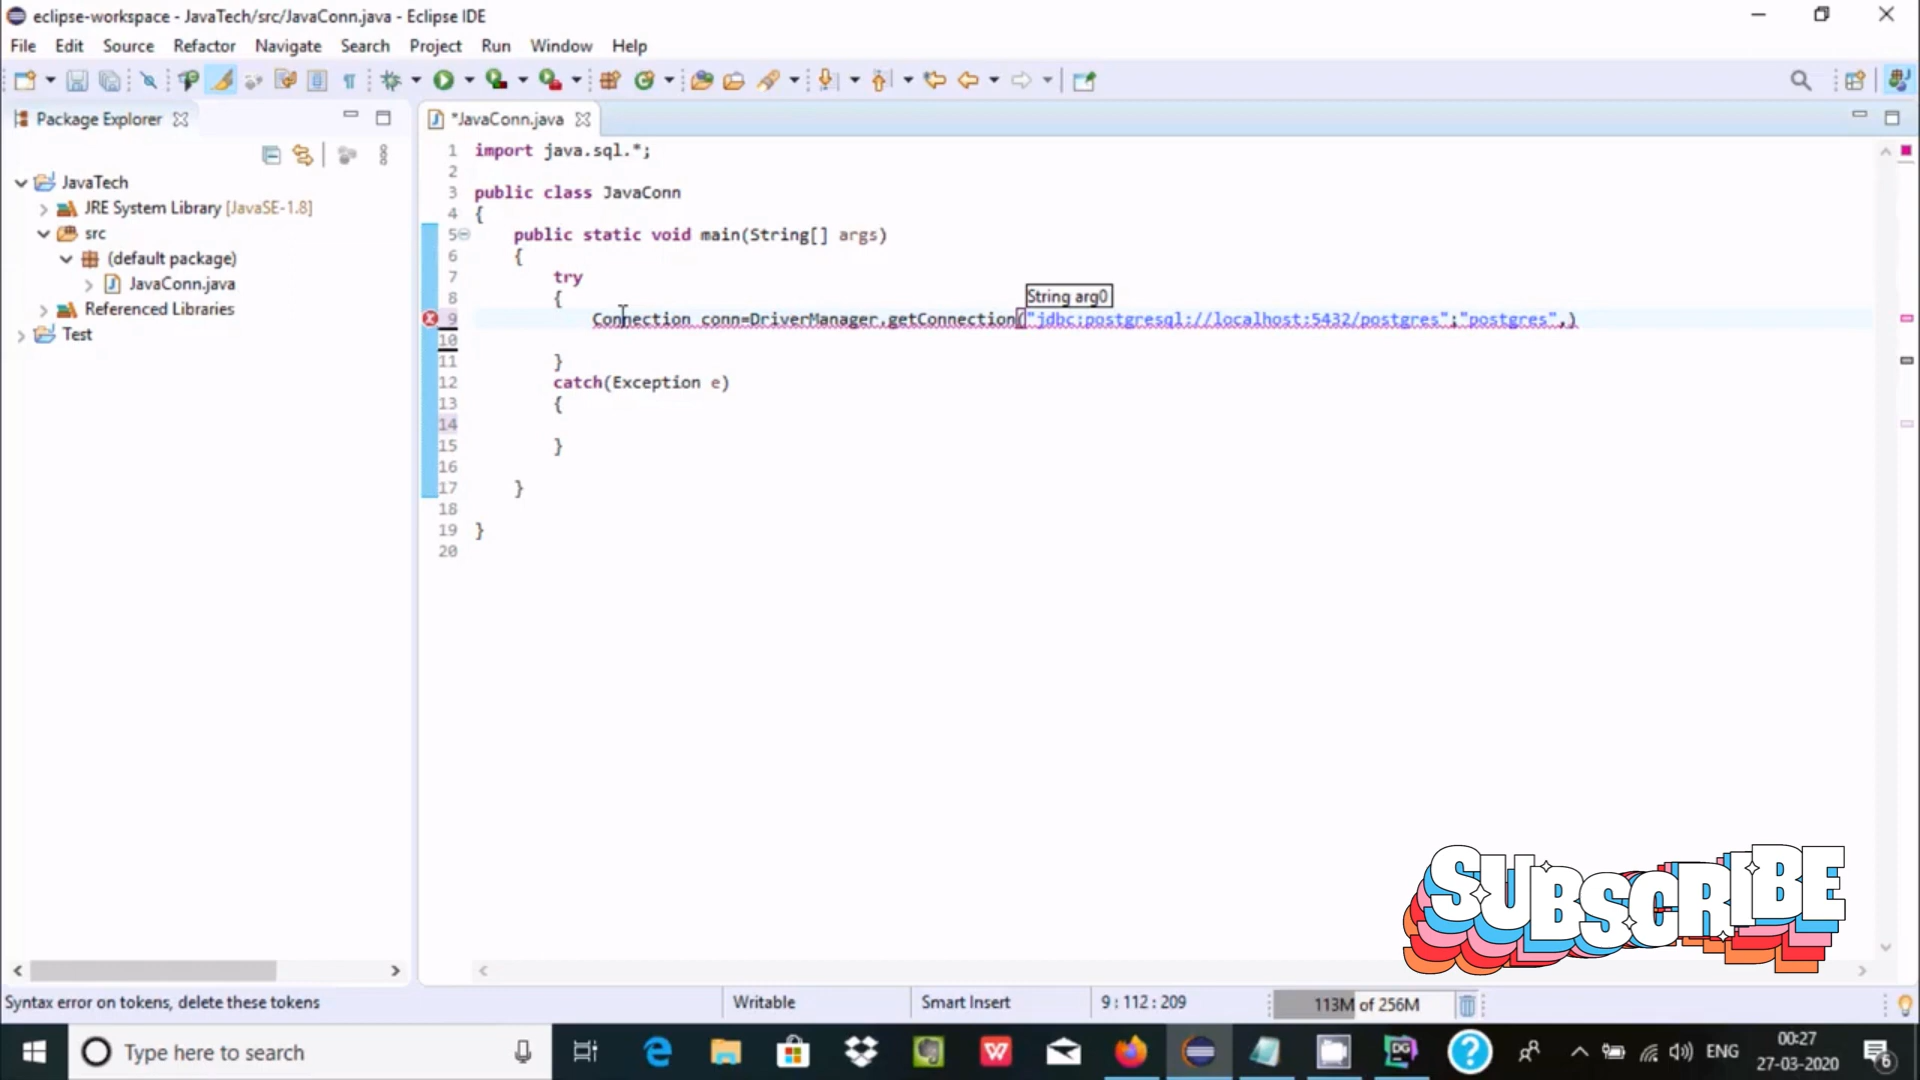 eclipse-workspace - JavaTech/src/JavaConn.java - Eclipse IDE
File Edit Source Refactor Navigate Search Project Run Window Help
Package Explorer
*JavaConn.java
JavaTech
JRE System Library [JavaSE-1.8]
src
(default package)
JavaConn.java
Referenced Libraries
Test
1 import java.sql.*;
2
3 public class JavaConn
4 {
5 public static void main(String[] args)
6 {
7 try
8 {
String arg0
9 Connection conn=DriverManager.getConnection("jdbc:postgresql://localhost:5432/postgres";"postgres",)
10
11 }
12 catch(Exception e)
13 {
14
15 }
16
17 }
18
19 }
20
SUBSCRIBE
Syntax error on tokens, delete these tokens
Writable
Smart Insert
9 : 112 : 209
113M of 256M
Type here to search
W
DG
?
ENG
00:27
27-03-2020
6